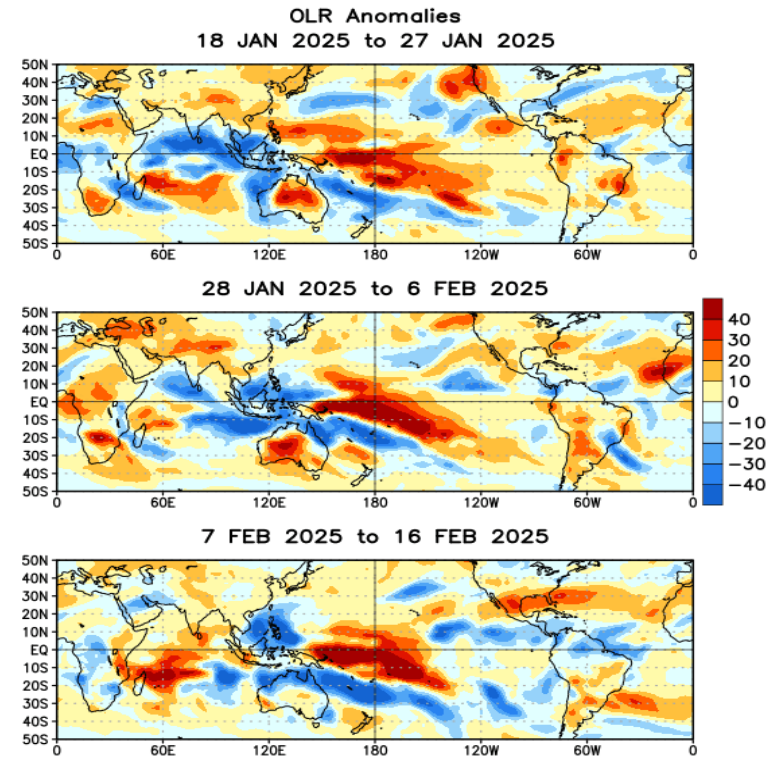 OLR Anomalies
18 JAN 2025 to 27 JAN 2025
50N
40N
30N
20N
10N
EQ
10S
20S
30S
40S
50S
0 60E 120E 180 120W 60W 0
28 JAN 2025 to 6 FEB 2025
50N
40N
30N
20N
10N
EQ
10S
20S
30S
40S
50S
0 60E 120E 180 120W 60W 0
40
30
20
10
0
-10
-20
-30
-40
7 FEB 2025 to 16 FEB 2025
50N
40N
30N
20N
10N
EQ
10S
20S
30S
40S
50S
0 60E 120E 180 120W 60W 0